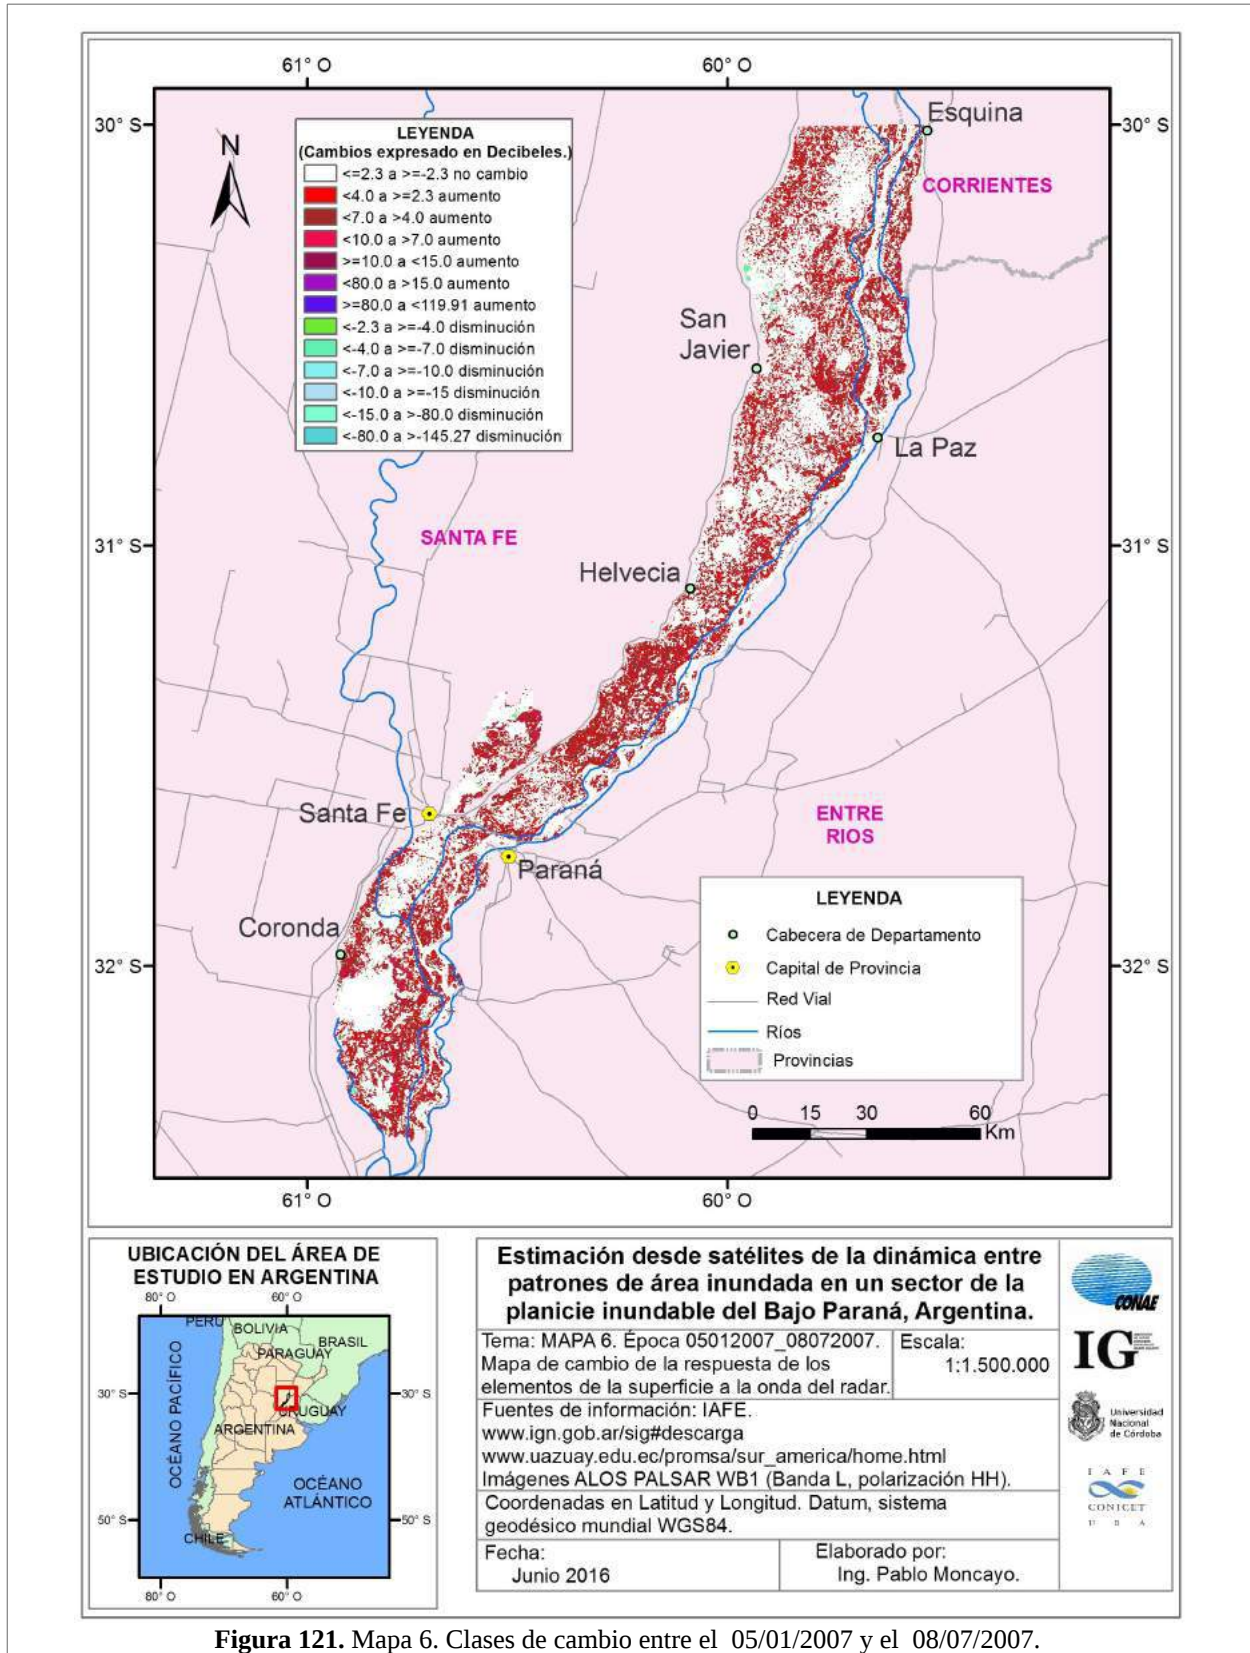 61° O
60° O
30° S
30° S
N
LEYENDA
(Cambios expresado en Decibeles.)
<=2.3 a >=-2.3 no cambio
<4.0 a >=2.3 aumento
<7.0 a >4.0 aumento
<10.0 a >7.0 aumento
>=10.0 a <15.0 aumento
<80.0 a >15.0 aumento
>=80.0 a <119.91 aumento
<-2.3 a >=-4.0 disminución
<-4.0 a >=-7.0 disminución
<-7.0 a >=-10.0 disminución
<-10.0 a >=-15 disminución
<-15.0 a >-80.0 disminución
<-80.0 a >-145.27 disminución
Esquina
CORRIENTES
San
Javier
La Paz
31° S
31° S
SANTA FE
Helvecia
Santa Fe
Paraná
ENTRE
RIOS
Coronda
32° S
32° S
LEYENDA
Cabecera de Departamento
Capital de Provincia
Red Vial
Ríos
Provincias
0 15 30 60
Km
61° O
60° O
UBICACIÓN DEL ÁREA DE
ESTUDIO EN ARGENTINA
80° O
60° O
PERU
BOLIVIA
BRASIL
PARAGUAY
30° S
30° S
URUGUAY
ARGENTINA
OCÉANO PACÍFICO
OCÉANO
ATLÁNTICO
50° S
50° S
CHILE
80° O
60° O
Estimación desde satélites de la dinámica entre
patrones de área inundada en un sector de la
planicie inundable del Bajo Paraná, Argentina.
Tema: MAPA 6. Época 05012007_08072007.
Mapa de cambio de la respuesta de los
elementos de la superficie a la onda del radar.
Escala:
1:1.500.000
Fuentes de información: IAFE.
www.ign.gob.ar/sig#descarga
www.uazuay.edu.ec/promsa/sur_america/home.html
Imágenes ALOS PALSAR WB1 (Banda L, polarización HH).
Coordenadas en Latitud y Longitud. Datum, sistema
geodésico mundial WGS84.
Fecha:
Junio 2016
Elaborado por:
Ing. Pablo Moncayo.
CONAE
IG
Universidad
Nacional
de Córdoba
I A F E
CONICET
U B A
Figura 121. Mapa 6. Clases de cambio entre el 05/01/2007 y el 08/07/2007.